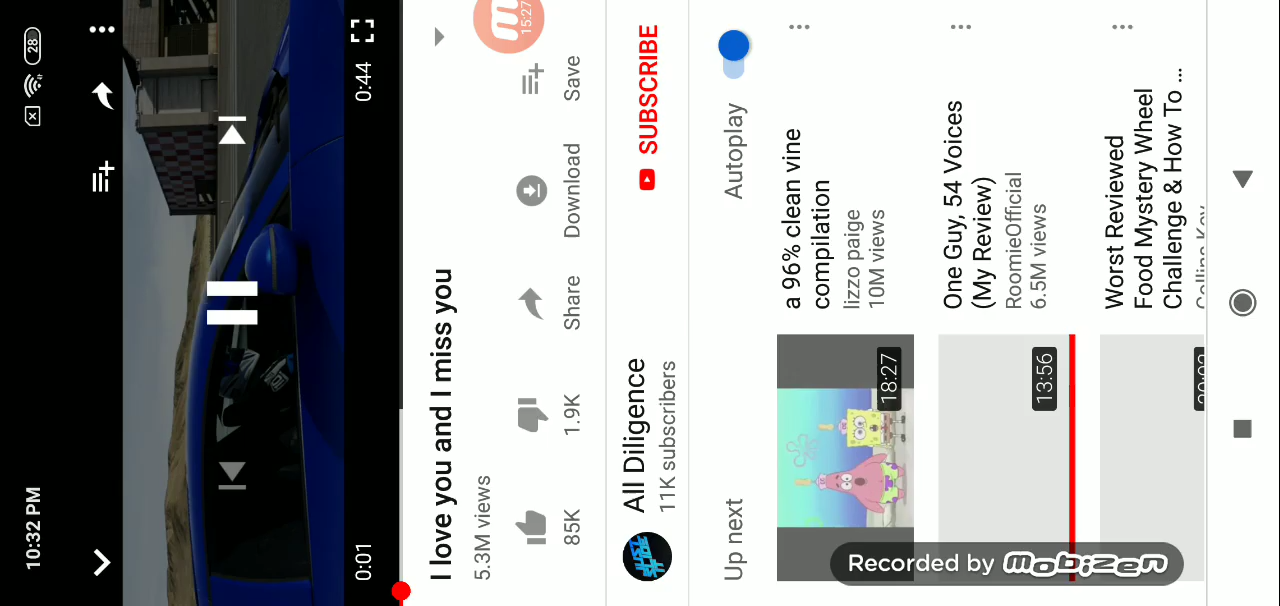 10:32 PM
28
0:01
0:44
I love you and I miss you
5.3M views
15:27
85K
1.9K
Share
Download
Save
All Diligence
11K subscribers
SUBSCRIBE
Up next
Autoplay
a 96% clean vine
compilation
lizzo paige
10M views
18:27
One Guy, 54 Voices
(My Review)
RoomieOfficial
6.5M views
13:56
Worst Reviewed
Food Mystery Wheel
Challenge & How To ...
Collins Key
Recorded by mobizen